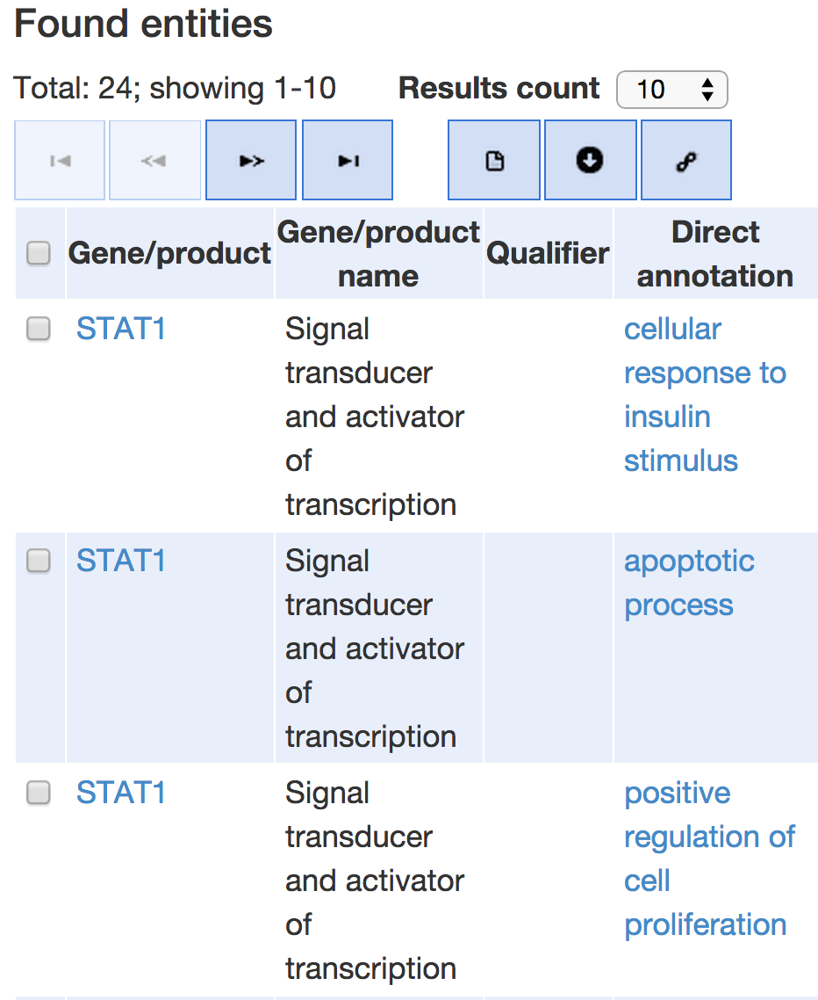 Found entities
Total: 24; showing 1-10 Results count 10
Gene/product Gene/product name Qualifier Direct annotation
STAT1 Signal cellular
transducer response to
and activator insulin
of stimulus
transcription
STAT1 Signal apoptotic
transducer process
and activator
of
transcription
STAT1 Signal positive
transducer regulation of
and activator cell
of proliferation
transcription